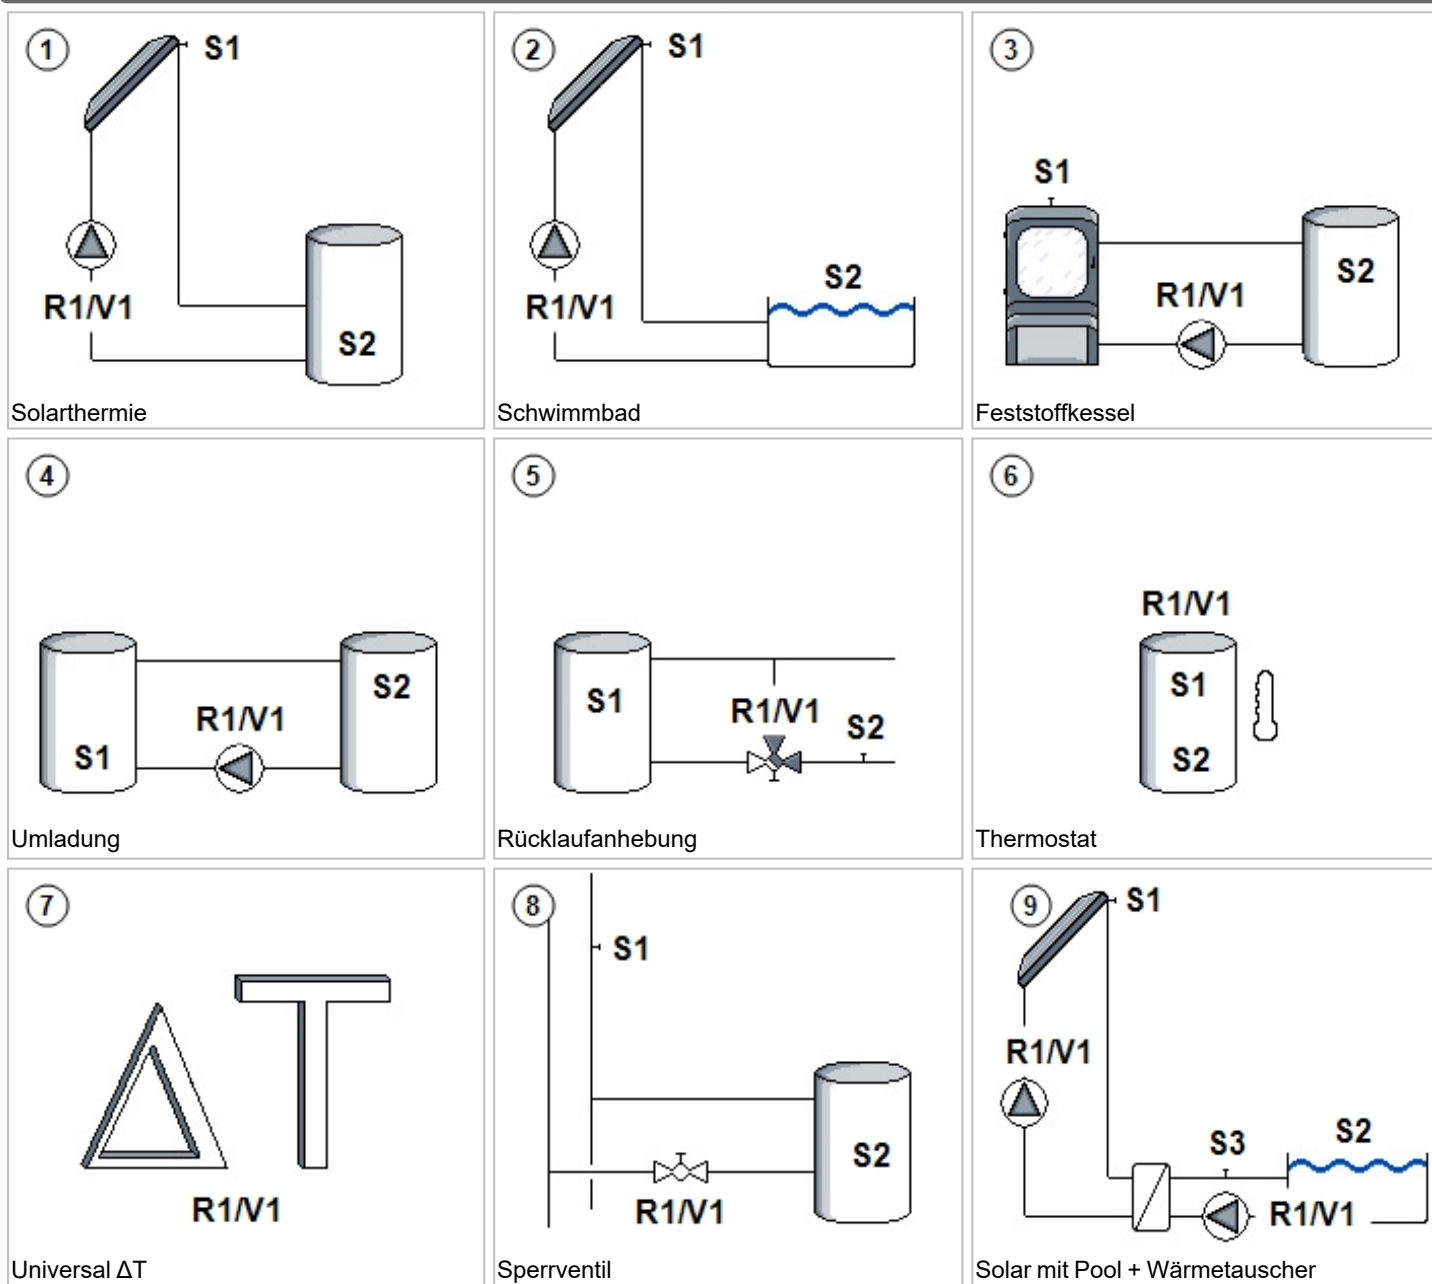 1
S1
R1/V1
S2
Solarthermie
2
S1
R1/V1
S2
Schwimmbad
3
S1
R1/V1
S2
Feststoffkessel
4
S1
R1/V1
S2
Umladung
5
S1
R1/V1
S2
Rücklaufanhebung
6
R1/V1
S1
S2
Thermostat
7
ΔT
R1/V1
Universal ΔT
8
S1
S2
R1/V1
Sperrventil
9
S1
R1/V1
S3
S2
R1/V1
Solar mit Pool + Wärmetauscher